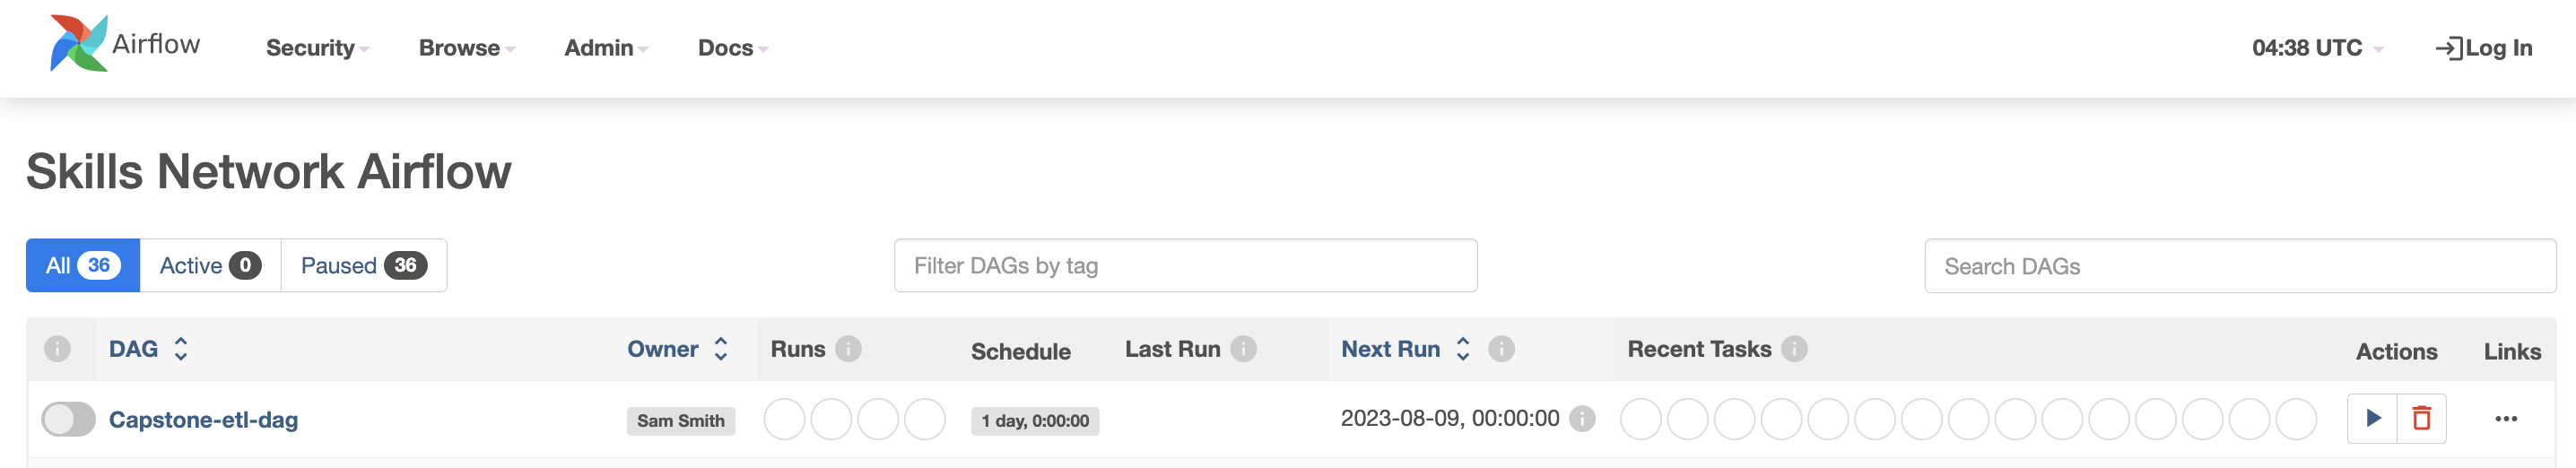 Airflow Security Browse Admin Docs 04:38 UTC Log In
Skills Network Airflow
All 36 Active 0 Paused 36 Filter DAGs by tag Search DAGs
DAG Owner Runs Schedule Last Run Next Run Recent Tasks Actions Links
Capstone-etl-dag Sam Smith 1 day, 0:00:00 2023-08-09, 00:00:00